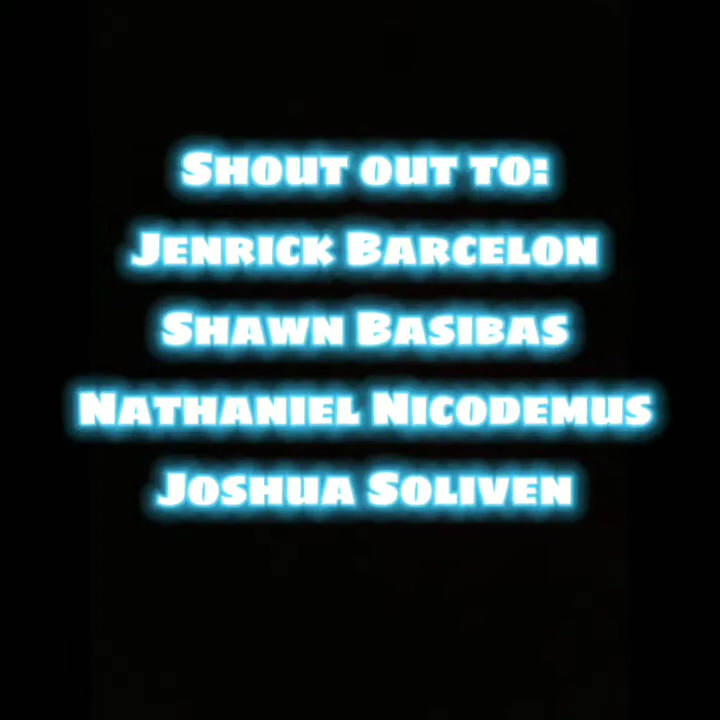 Shout out to:
Jenrick Barcelon
Shawn Basibas
Nathaniel Nicodemus
Joshua Soliven